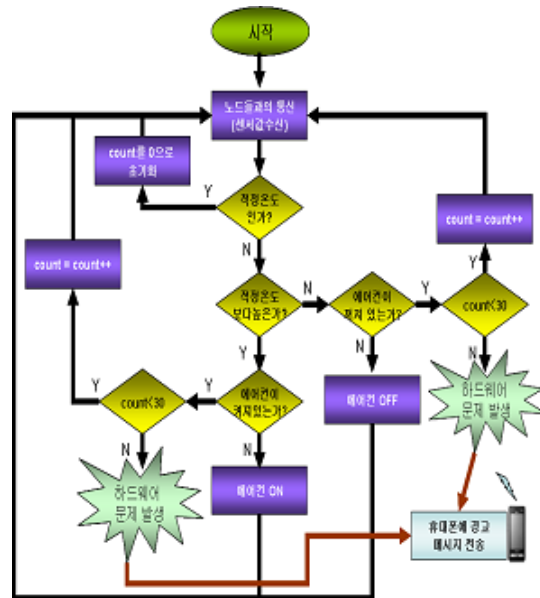 시작
노드들과의 통신
(센서값수신)
count를 0으로
초기화
Y
적정온도
인가?
N
count = count++
적정온도
보다높은가?
N
에어컨이
꺼져 있는가?
Y
count<30
Y
count = count++
N
하드웨어
문제 발생
N
에어컨 OFF
Y
에어컨이
켜져있는가?
Y
count<30
Y
N
하드웨어
문제 발생
N
에어컨 ON
휴대폰에 경고
메시지 전송